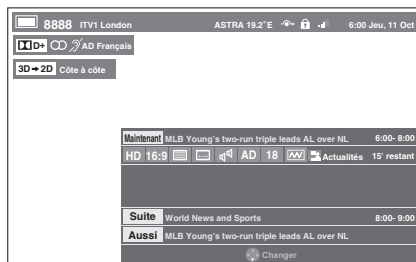 8888 ITV1 London ASTRA 19.2°E 6:00 Jeu, 11 Oct
D+ AD Français
3D→2D Côte à côte
Maintenant MLB Young's two-run triple leads AL over NL 6:00- 8:00
HD 16:9 AD 18 Actualités 15' restant
Suite World News and Sports 8:00- 9:00
Aussi MLB Young's two-run triple leads AL over NL
Changer